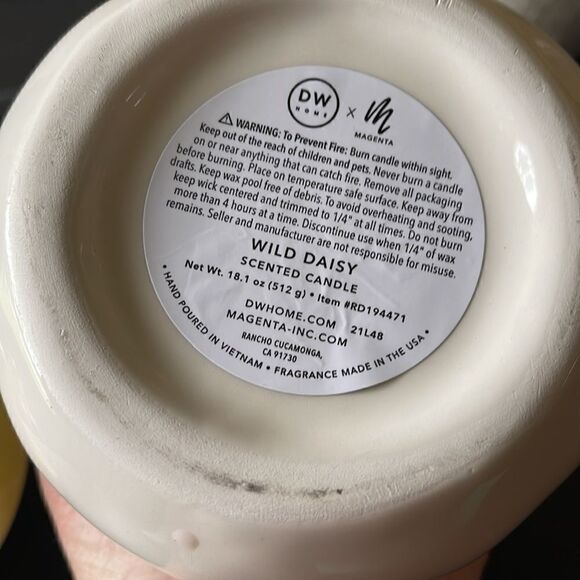 DW
HOME
×
M
MAGENTA
⚠ WARNING: To Prevent Fire: Burn candle within sight.
Keep out of the reach of children and pets. Never burn a candle
on or near anything that can catch fire. Remove all packaging
before burning. Place on temperature safe surface. Keep away from
drafts. Keep wax pool free of debris. To avoid overheating and sooting,
keep wick centered and trimmed to 1/4" at all times. Do not burn
more than 4 hours at a time. Discontinue use when 1/4" of wax
remains. Seller and manufacturer are not responsible for misuse.
WILD DAISY
SCENTED CANDLE
Net Wt. 18.1 oz (512 g) • Item #RD194471
DWHOME.COM 21L48
MAGENTA-INC.COM
RANCHO CUCAMONGA,
CA 91730
• HAND POURED IN VIETNAM • FRAGRANCE MADE IN THE USA •